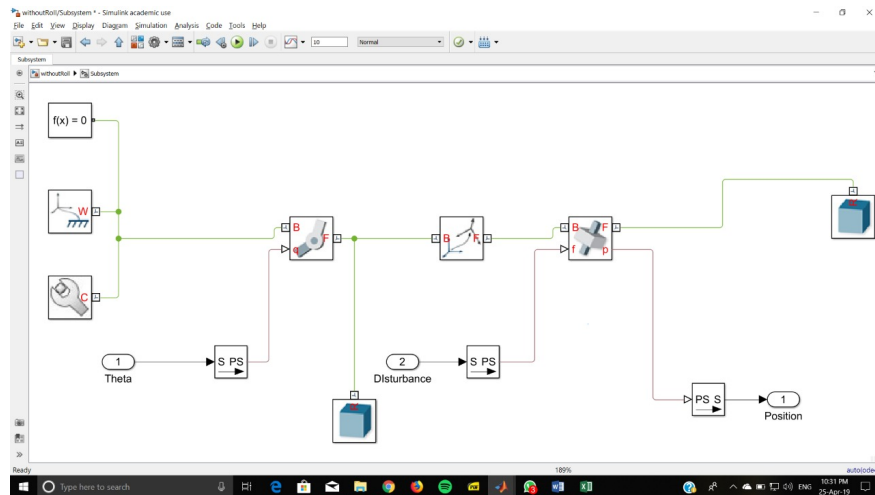 withoutRoll/Subsystem * - Simulink academic use
File Edit View Display Diagram Simulation Analysis Code Tools Help
10
Normal
Subsystem
withoutRoll Subsystem
f(x) = 0
W
C
B
F
q
B
F
B
F
f
p
1
S PS
Theta
2
S PS
DIsturbance
PS S
1
Position
Ready
189%
Type here to search
ENG
10:31 PM
25-Apr-19